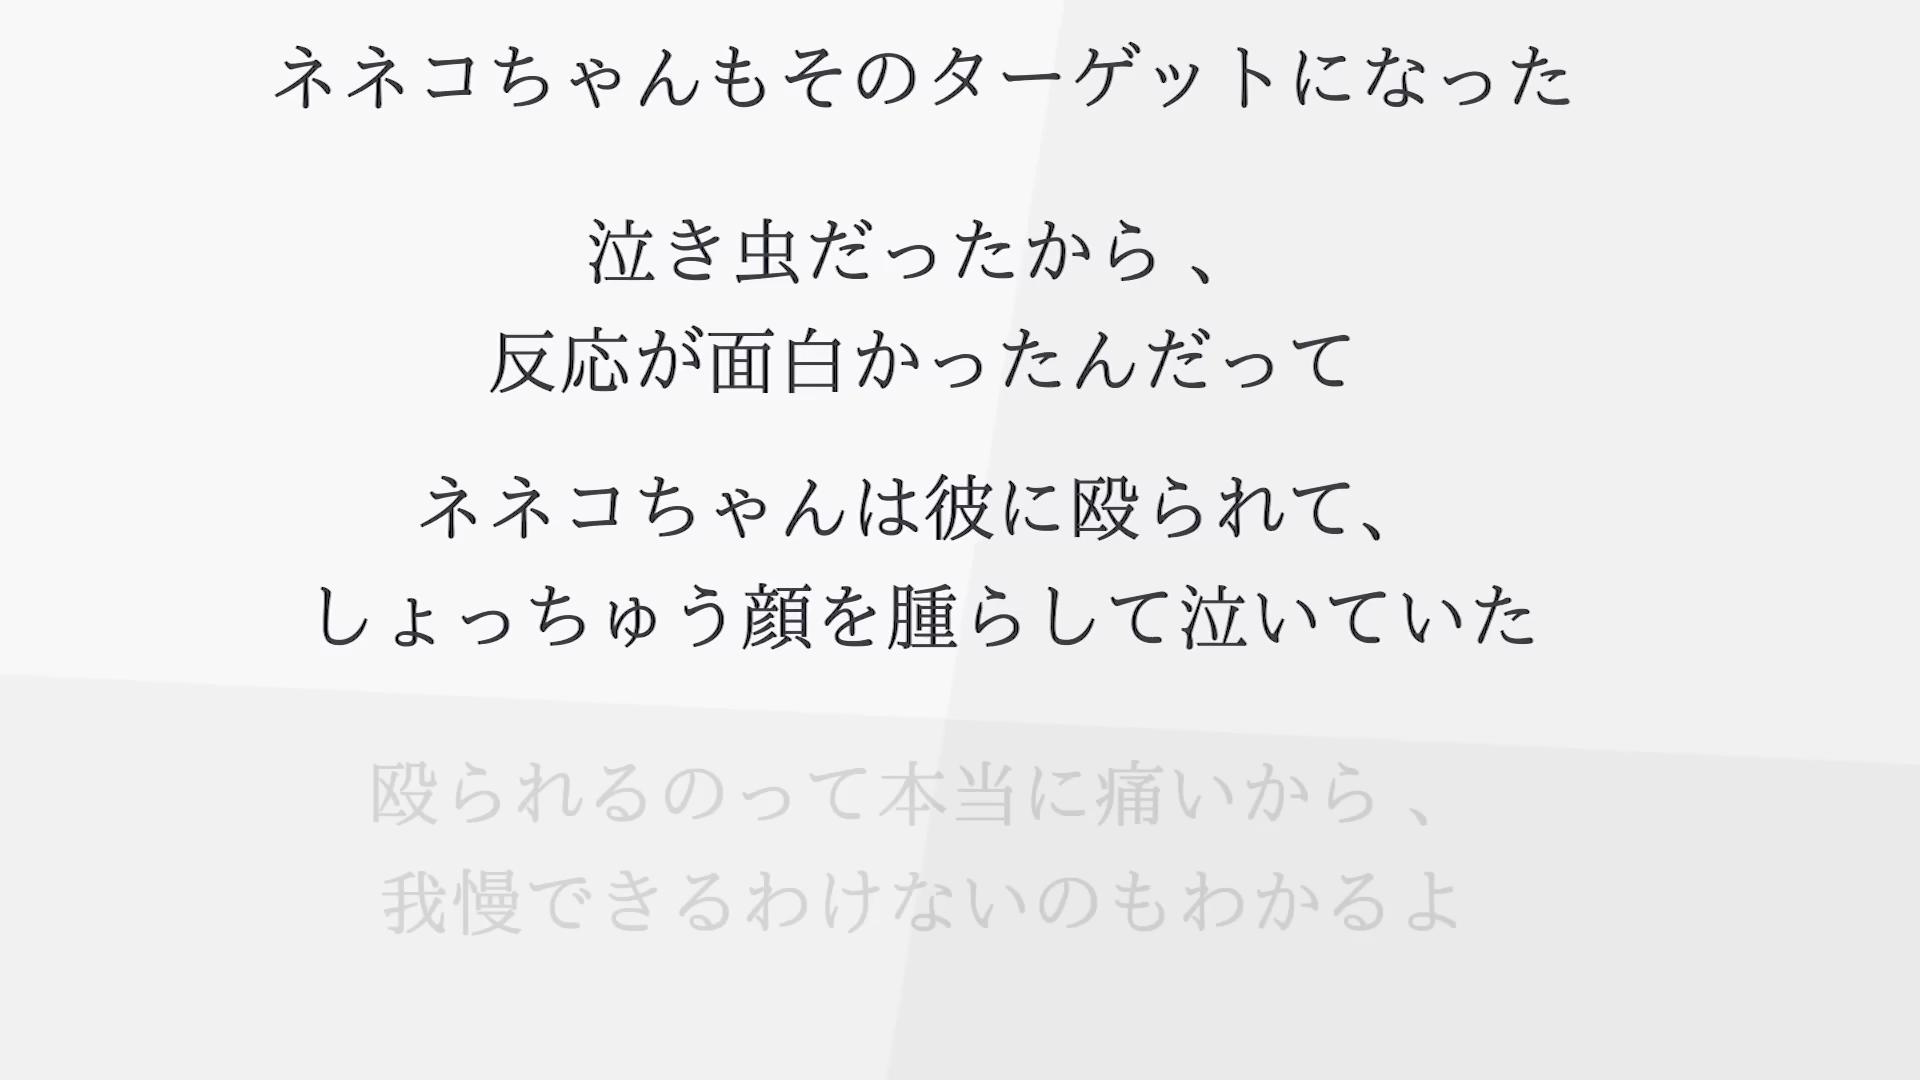 ネネコちゃんもそのターゲットになった
泣き虫だったから、
反応が面白かったんだって
ネネコちゃんは彼に殴られて、
しょっちゅう顔を腫らして泣いていた
殴られるのって本当に痛いから、
我慢できるわけないのもわかるよ